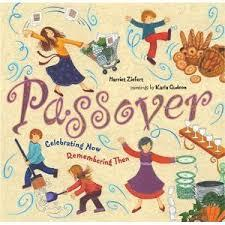 Harriet Ziefert
paintings by Karla Gudeon
Passover
Celebrating Now
Remembering Then